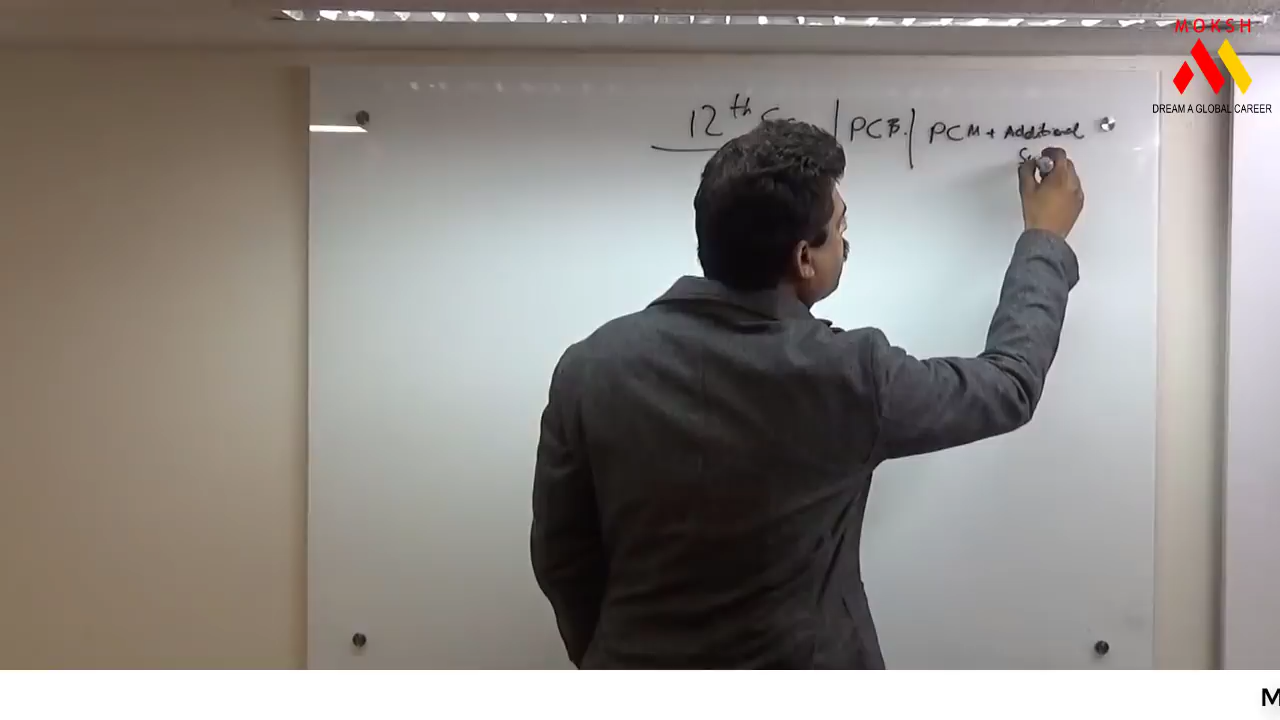 MOKSH
DREAM A GLOBAL CAREER
12th | PCB. | PCM + Additional
M